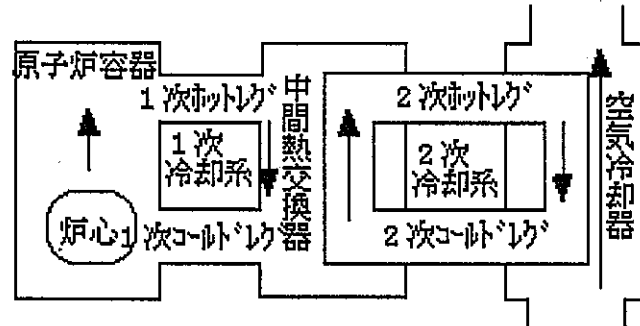 原子炉容器
1次ホットレグ
1次
冷却系
炉心
1次コールドレグ
中間熱交換器
2次ホットレグ
2次
冷却系
2次コールドレグ
空気冷却器